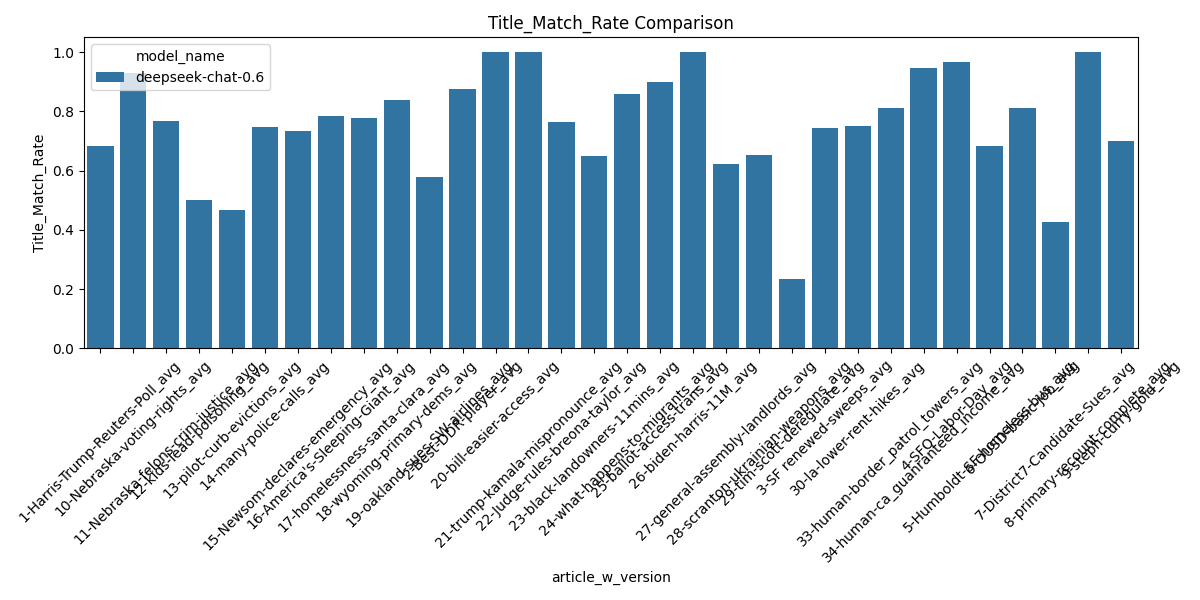 Title_Match_Rate Comparison
model_name
deepseek-chat-0.6
Title_Match_Rate
1.0
0.8
0.6
0.4
0.2
0.0
1-Harris-Trump-Reuters-Poll_avg
10-Nebraska-voting-rights_avg
11-Nebraska-felons-crim-justice_avg
12-kids-lead-poisoning_avg
13-pilot-curb-evictions_avg
14-many-police-calls_avg
15-Newsom-declares-emergency_avg
16-America's-Sleeping-Giant_avg
17-homelessness-santa-clara_avg
18-wyoming-primary-dems_avg
19-oakland-sues-SW-airlines_avg
2-Best-DDR-player_avg
20-bill-easier-access_avg
21-trump-kamala-mispronounce_avg
22-Judge-rules-breona-taylor_avg
23-black-landowners-11mins_avg
24-what-happens-to-migrants_avg
25-ballot-access-trans_avg
26-biden-harris-11M_avg
27-general-assembly-landlords_avg
28-scranton-ukrainian-weapons_avg
29-tim-scott-deregulate_avg
3-SF renewed-sweeps_avg
30-la-lower-rent-hikes_avg
33-human-border_patrol_towers_avg
34-human-ca_guaranteed_income_avg
4-SFO-Labor-Day_avg
6-OUSD-basic-job_avg
7-District7-Candidate-Sues_avg
8-primary-recount-complete_avg
9-steph-curry-gold_avg
article_w_version